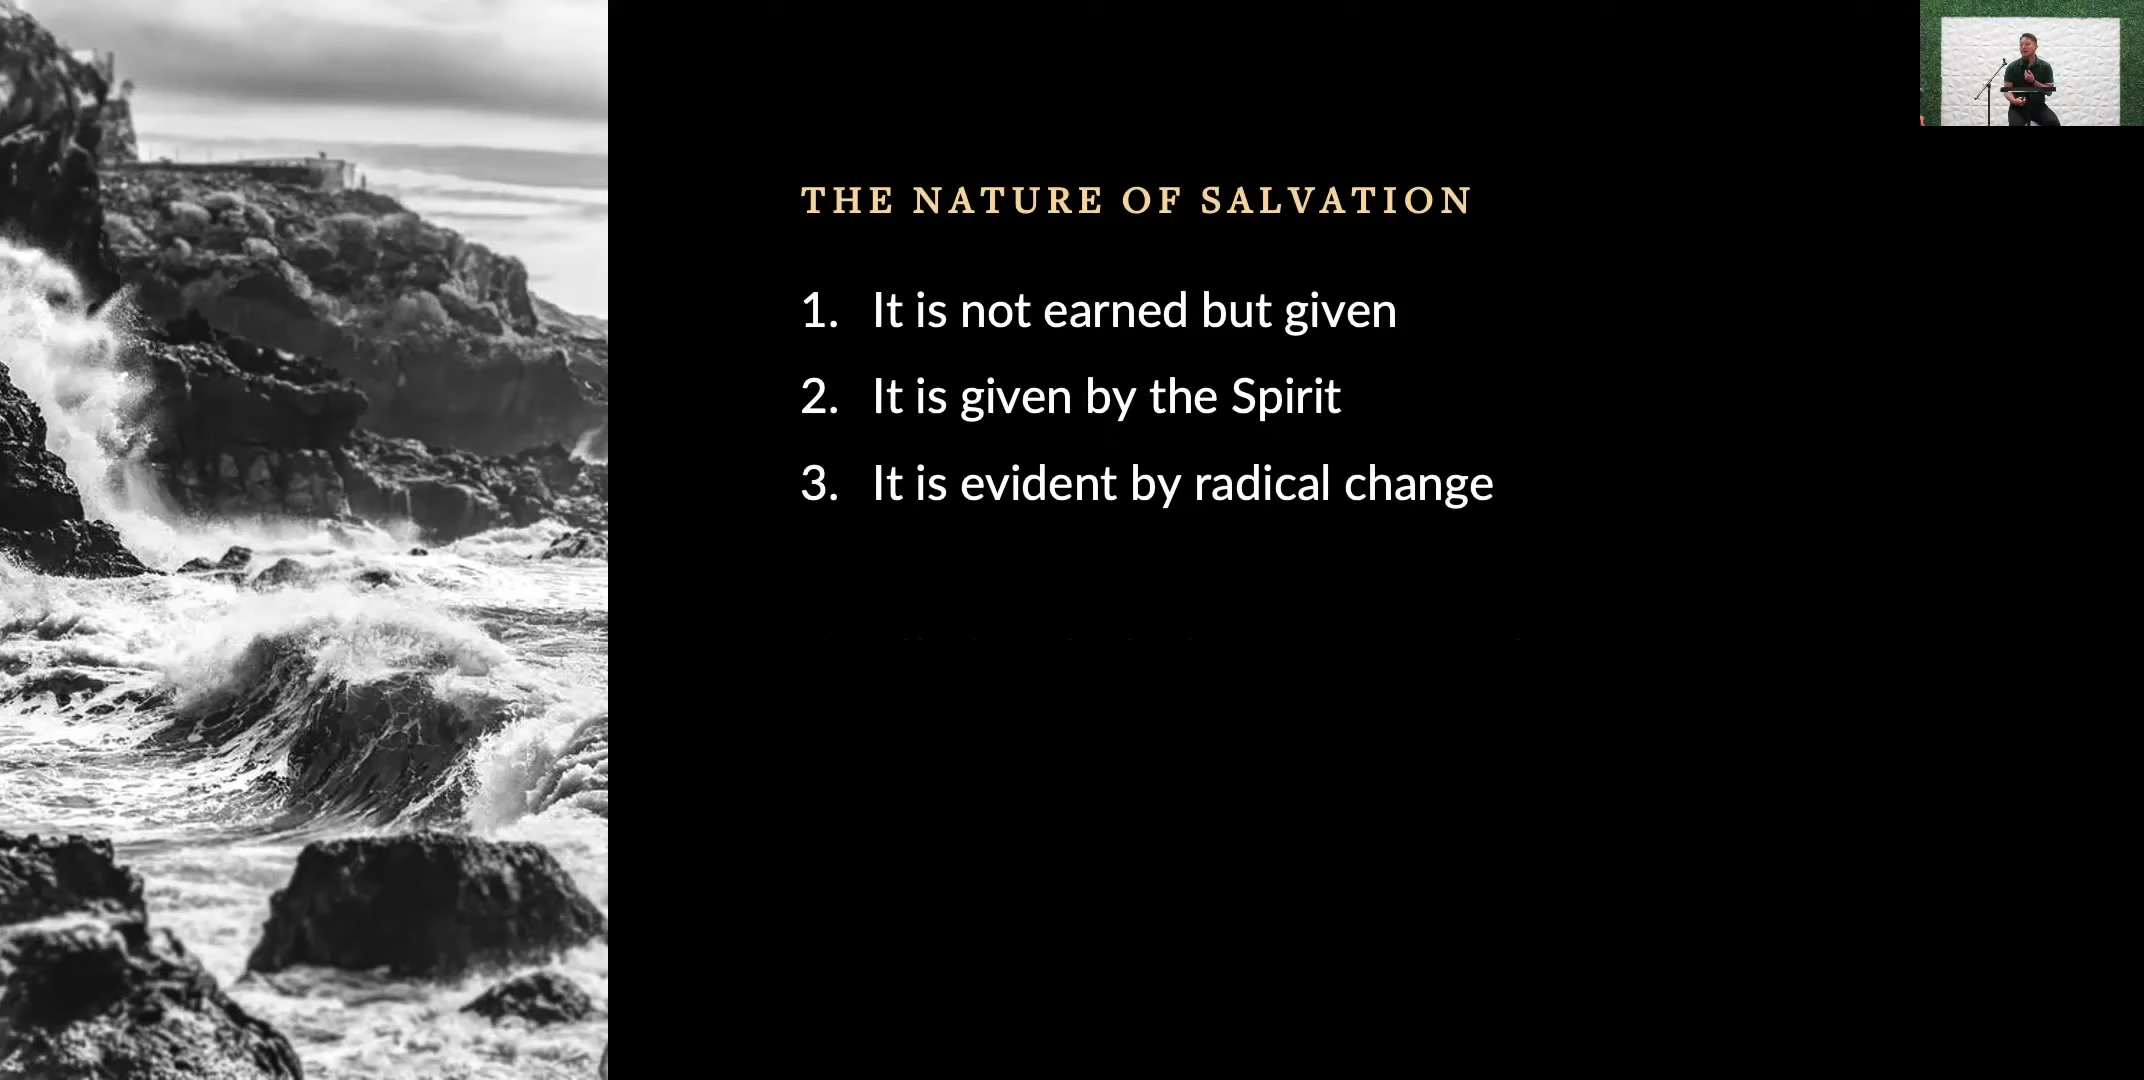 THE NATURE OF SALVATION
1. It is not earned but given
2. It is given by the Spirit
3. It is evident by radical change